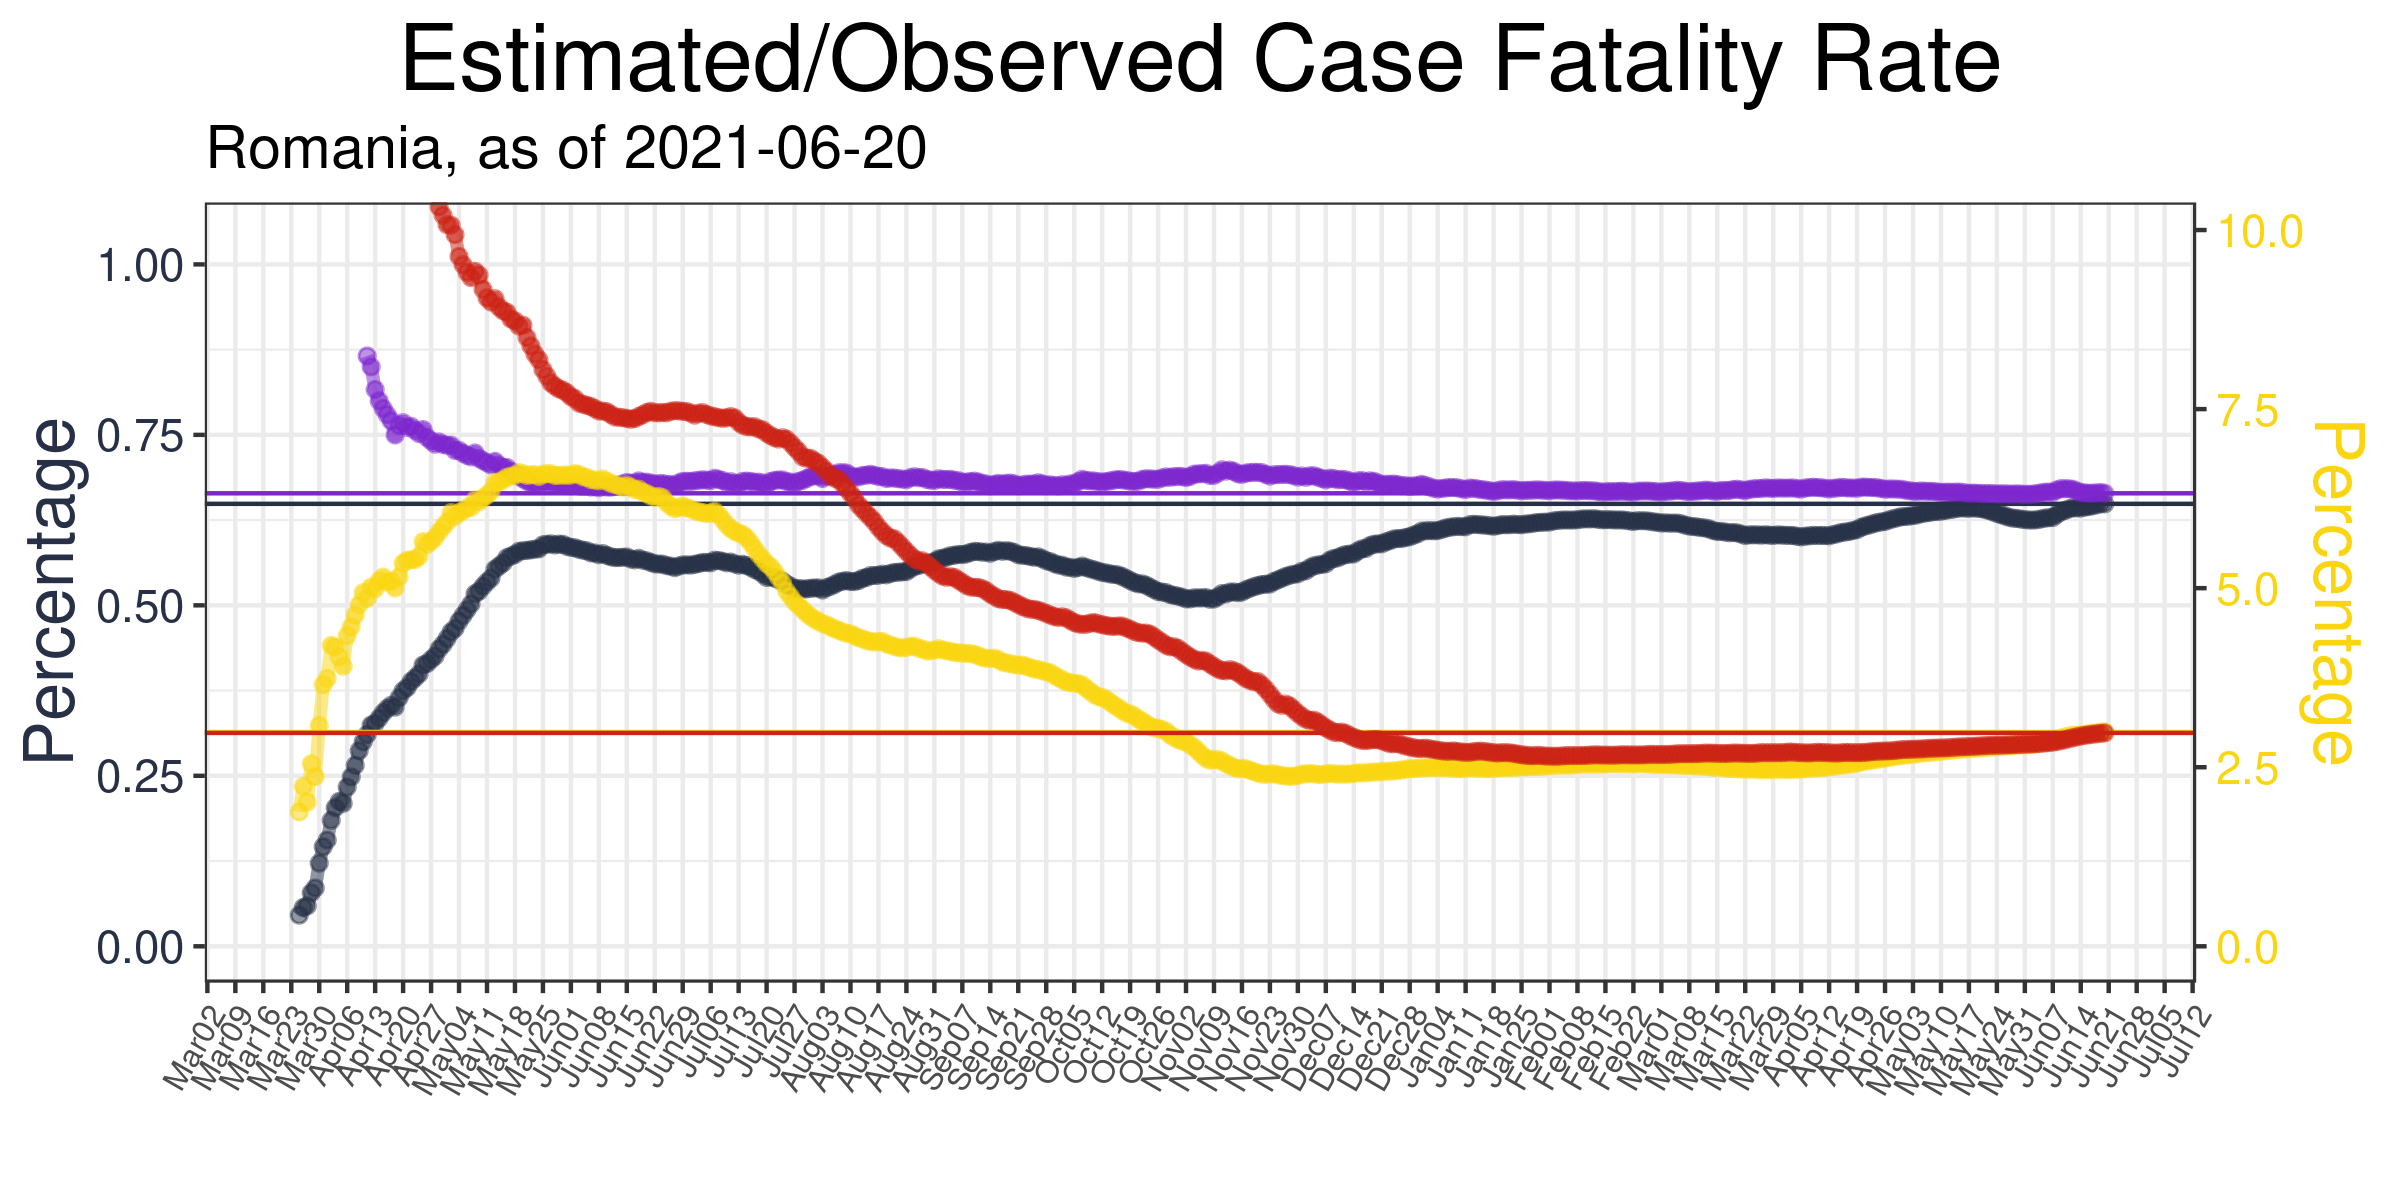 Estimated/Observed Case Fatality Rate
Romania, as of 2021-06-20
Percentage
1.00
0.75
0.50
0.25
0.00
10.0
7.5
5.0
2.5
0.0
Percentage
Mar02
Mar09
Mar16
Mar23
Mar30
Apr06
Apr13
Apr20
Apr27
May04
May11
May18
May25
Jun01
Jun08
Jun15
Jun22
Jun29
Jul06
Jul13
Jul20
Jul27
Aug03
Aug10
Aug17
Aug24
Aug31
Sep07
Sep14
Sep21
Sep28
Oct05
Oct12
Oct19
Oct26
Nov02
Nov09
Nov16
Nov23
Nov30
Dec07
Dec14
Dec21
Dec28
Jan04
Jan11
Jan18
Jan25
Feb01
Feb08
Feb15
Feb22
Mar01
Mar08
Mar15
Mar22
Mar29
Apr05
Apr12
Apr19
Apr26
May03
May10
May17
May24
May31
Jun07
Jun14
Jun21
Jun28
Jul05
Jul12